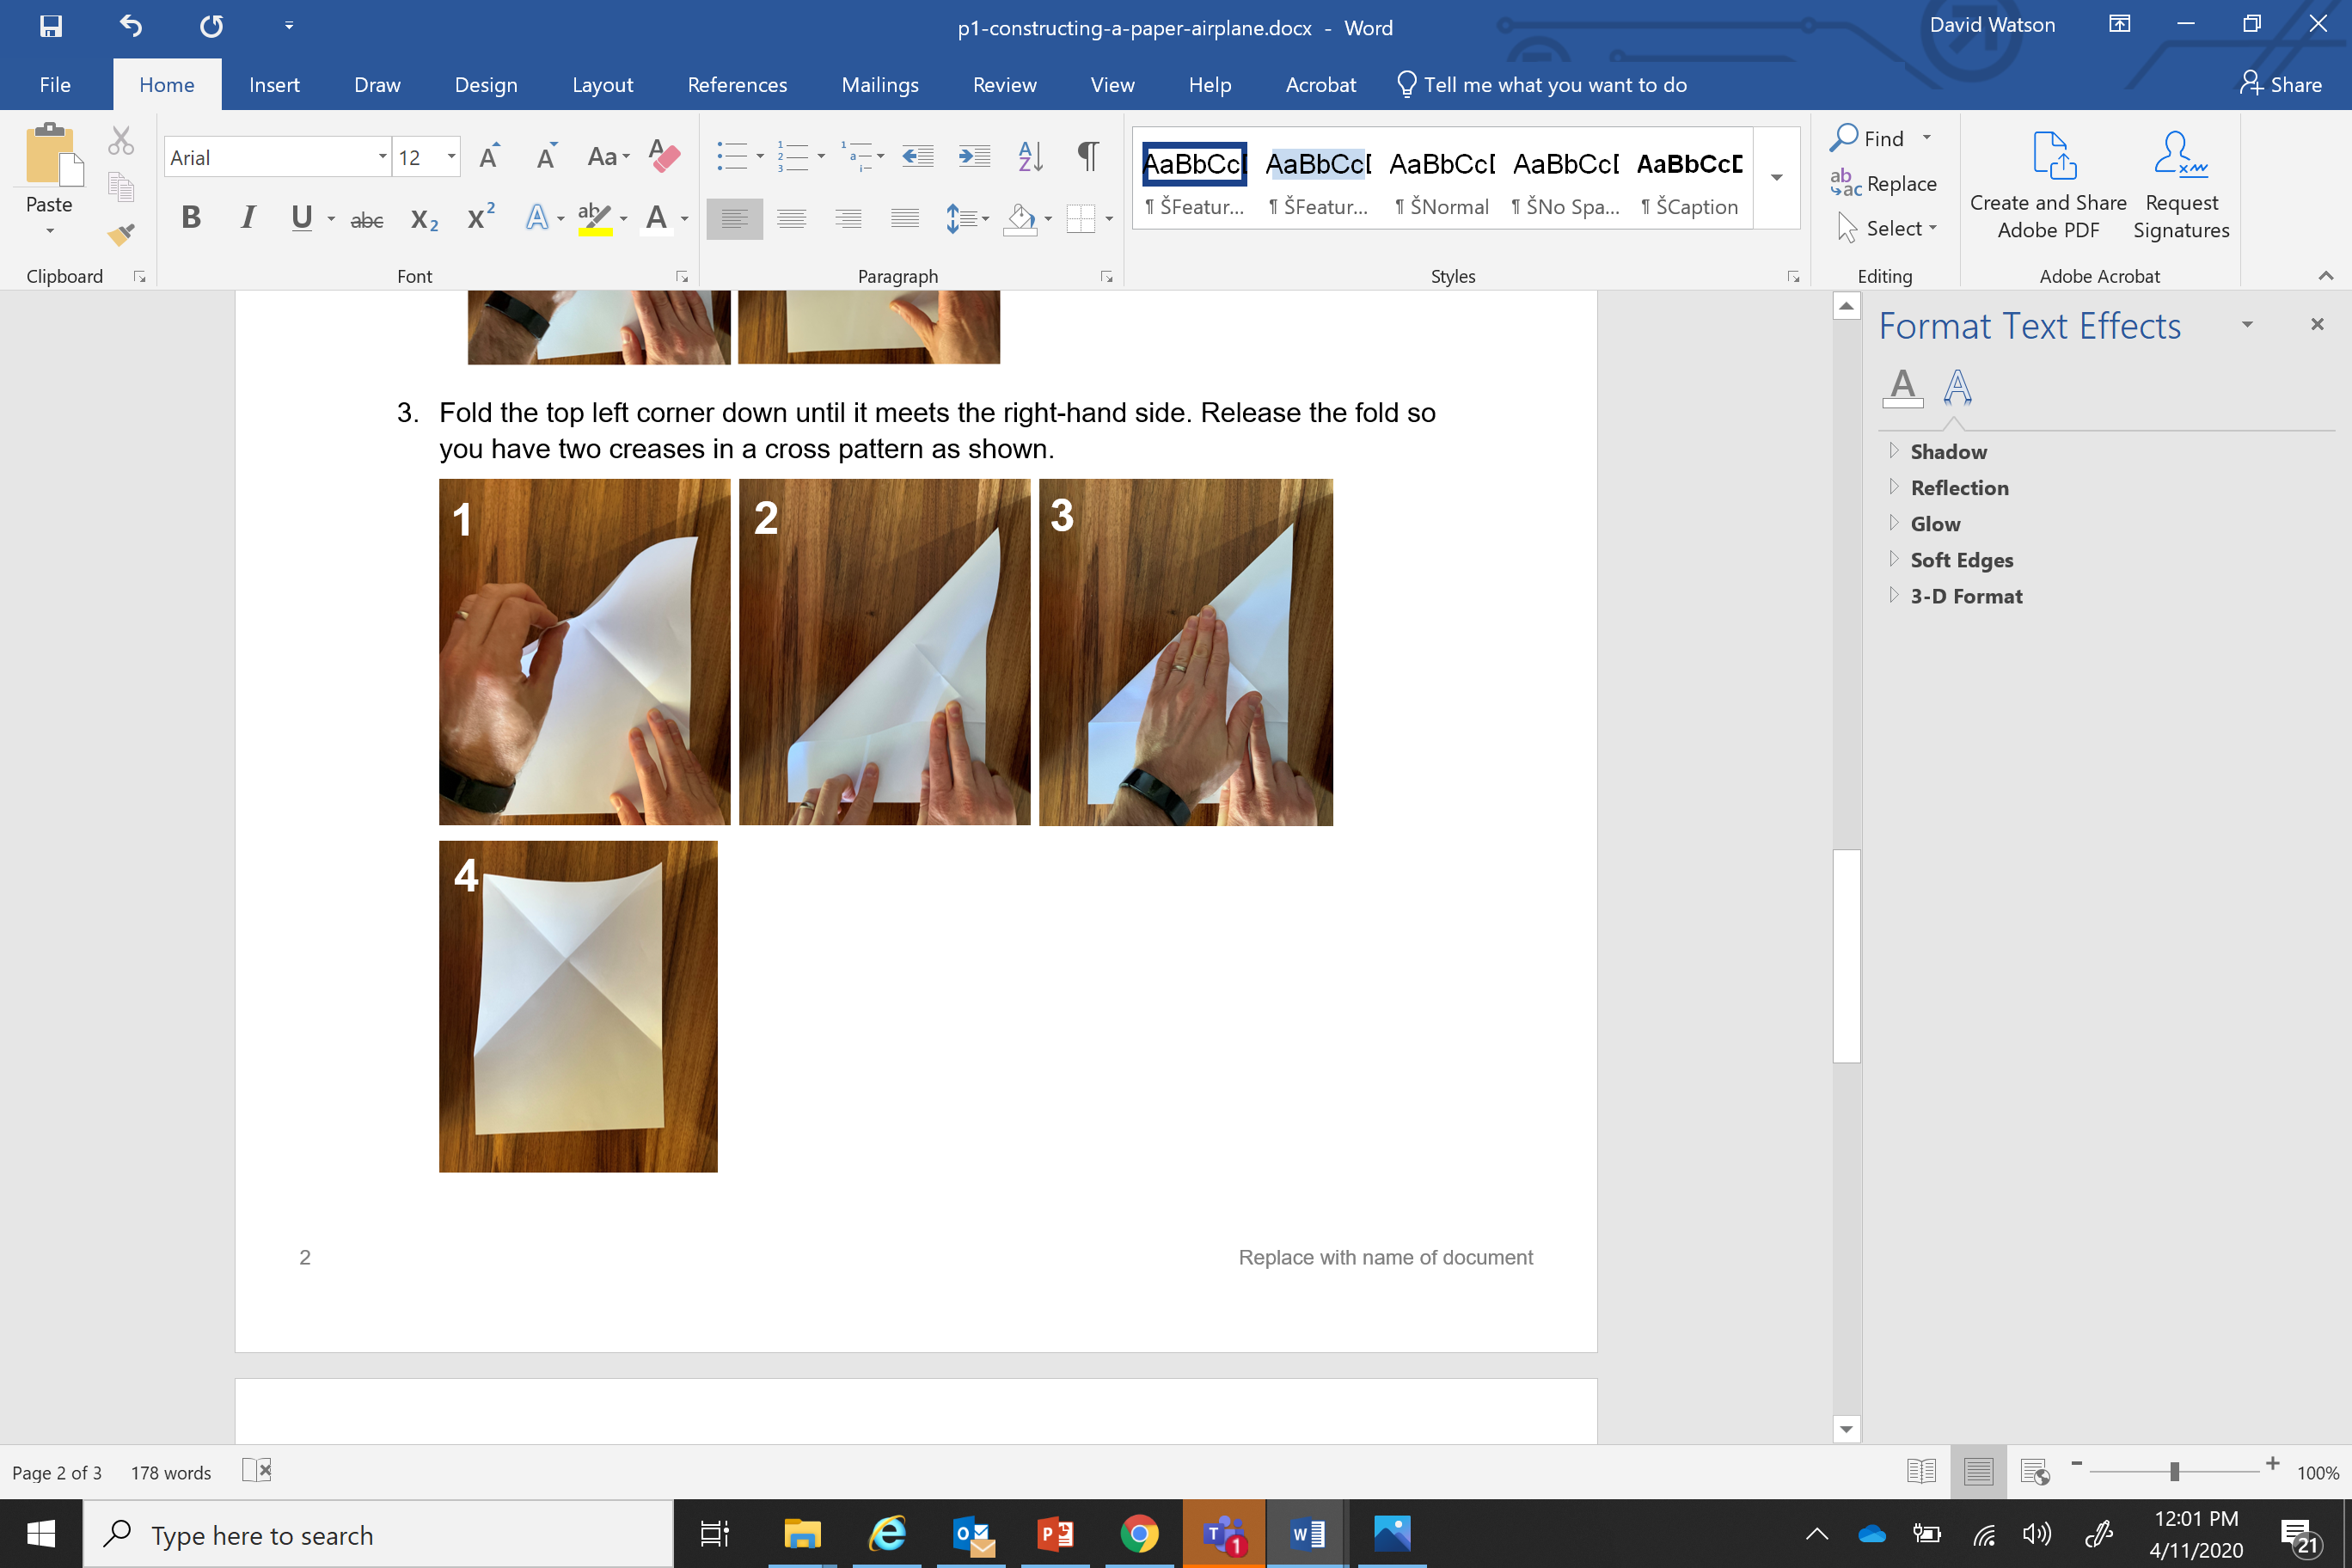 p1-constructing-a-paper-airplane.docx - Word
David Watson
File Home Insert Draw Design Layout References Mailings Review View Help Acrobat Tell me what you want to do Share
Paste
Clipboard
Arial 12
Font
Paragraph
AaBbCcI AaBbCcI AaBbCcI AaBbCcI AaBbCcI
¶ ŠFeatur... ¶ ŠFeatur... ¶ ŠNormal ¶ ŠNo Spa... ¶ ŠCaption
Styles
Find
Replace
Select
Editing
Create and Share Adobe PDF
Request Signatures
Adobe Acrobat
3. Fold the top left corner down until it meets the right-hand side. Release the fold so
you have two creases in a cross pattern as shown.
1 2 3
4
2 Replace with name of document
Format Text Effects
Shadow
Reflection
Glow
Soft Edges
3-D Format
Page 2 of 3 178 words 100%
Type here to search
12:01 PM
4/11/2020
21